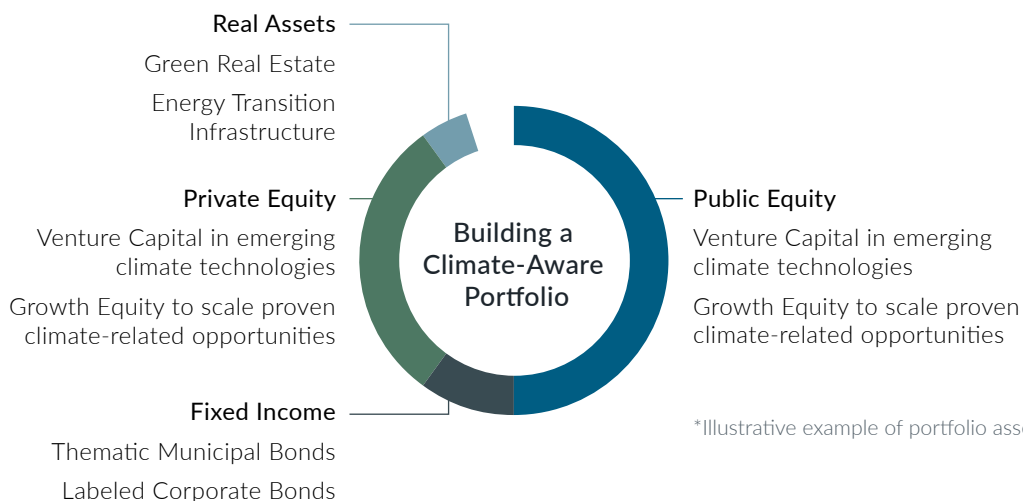 Real Assets
Green Real Estate
Energy Transition
Infrastructure
Private Equity
Venture Capital in emerging
climate technologies
Growth Equity to scale proven
climate-related opportunities
Fixed Income
Thematic Municipal Bonds
Labeled Corporate Bonds
Building a
Climate-Aware
Portfolio
Public Equity
Venture Capital in emerging
climate technologies
Growth Equity to scale proven
climate-related opportunities
*Illustrative example of portfolio